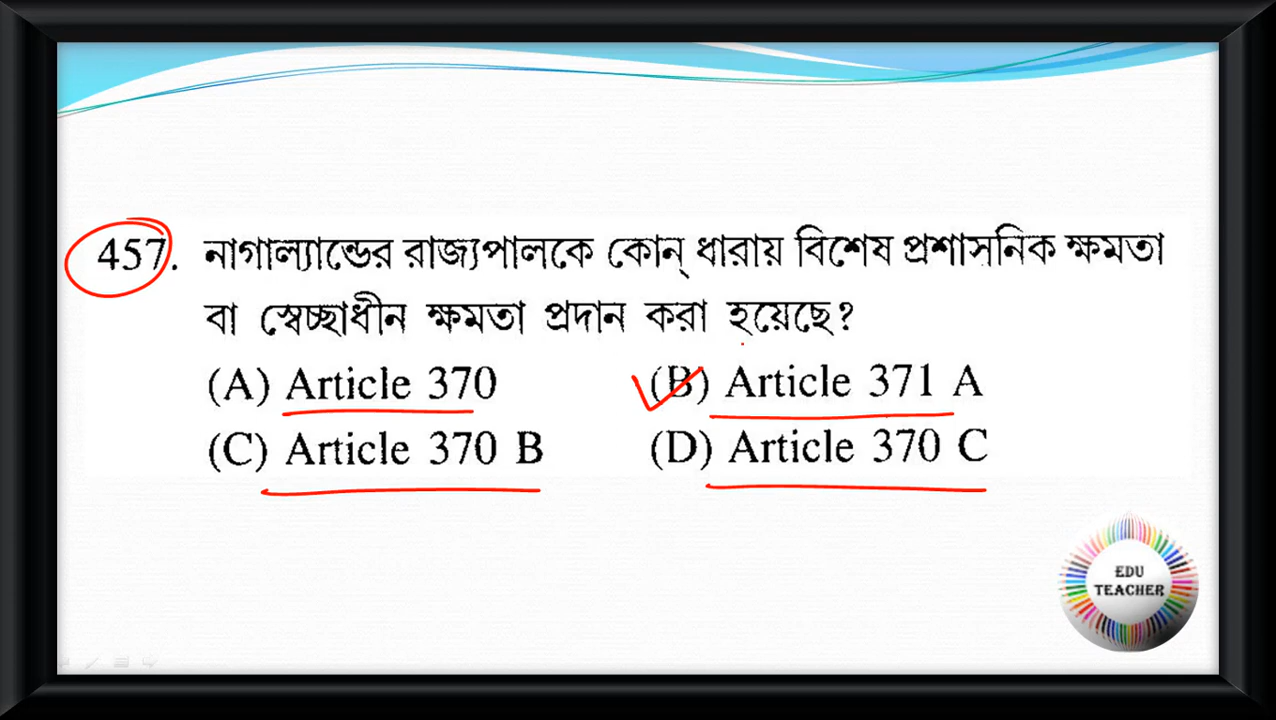 457. নাগাল্যান্ডের রাজ্যপালকে কোন্ ধারায় বিশেষ প্রশাসনিক ক্ষমতা
বা স্বেচ্ছাধীন ক্ষমতা প্রদান করা হয়েছে?
(A) Article 370 (B) Article 371 A
(C) Article 370 B (D) Article 370 C
EDU
TEACHER